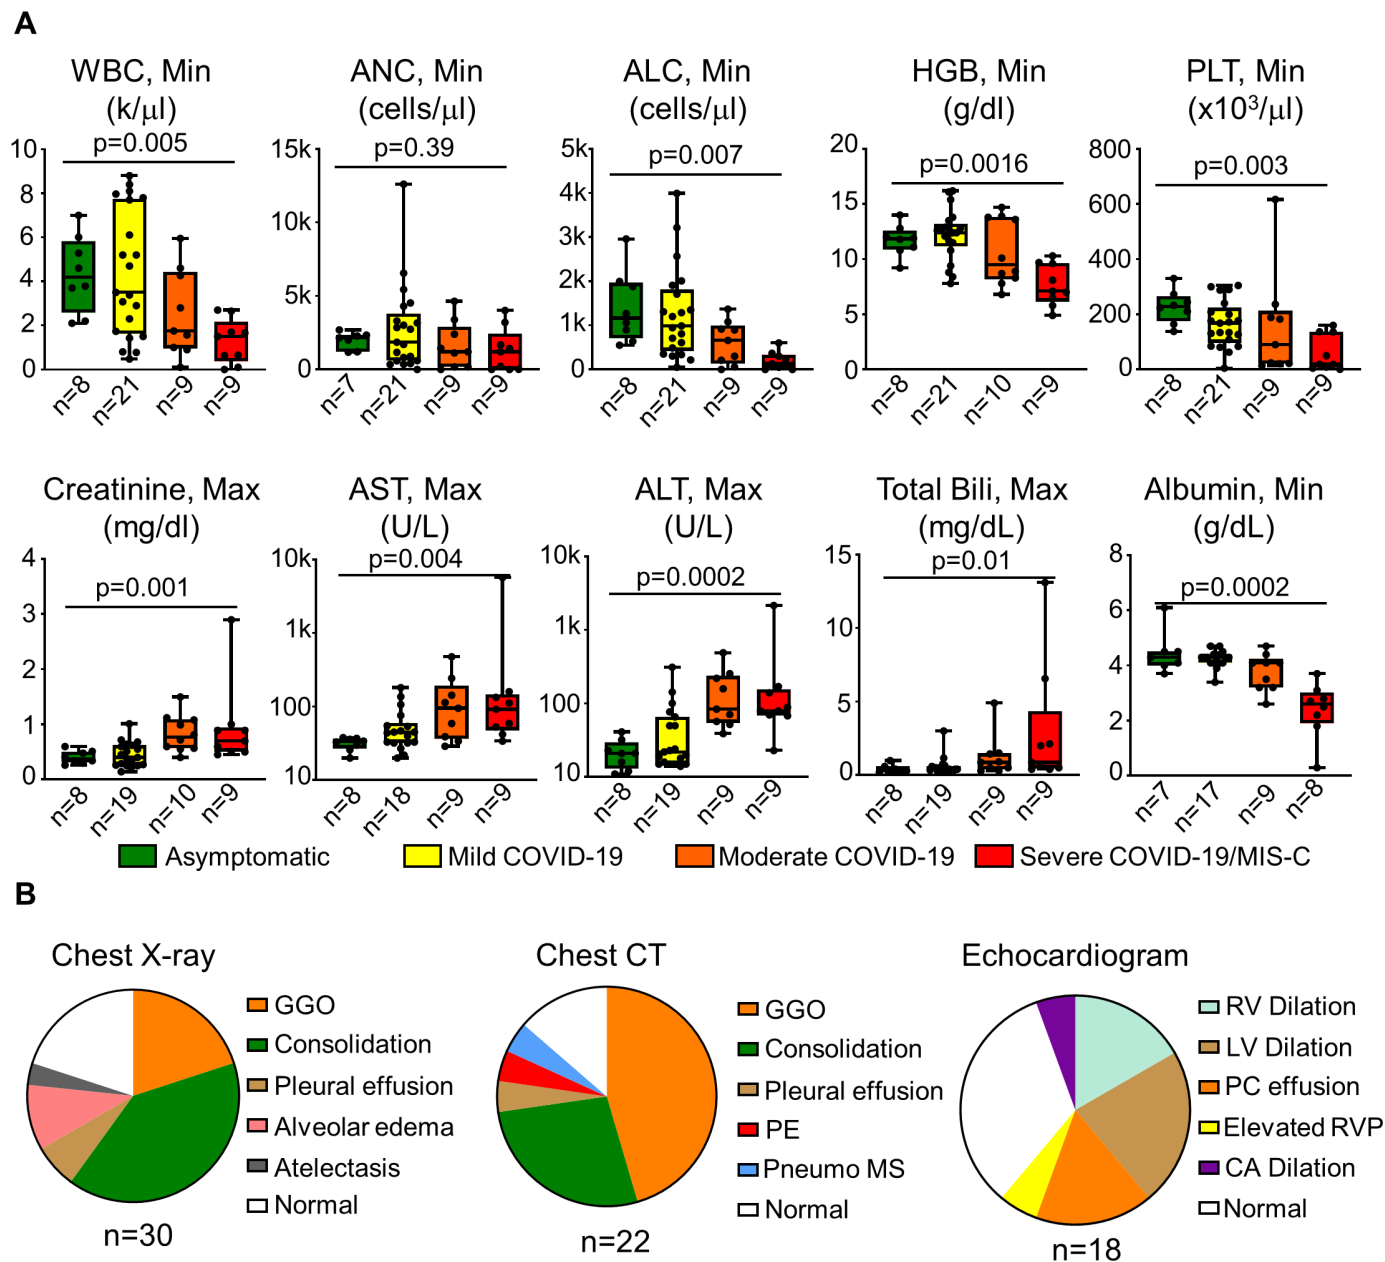 A
WBC, Min
(k/μl)
ANC, Min
(cells/μl)
ALC, Min
(cells/μl)
HGB, Min
(g/dl)
PLT, Min
(x10³/μl)
10
8
6
4
2
0
p=0.005
n=8
n=21
n=9
n=9
15k
10k
5k
0
p=0.39
n=7
n=21
n=9
n=9
5k
4k
3k
2k
1k
0
p=0.007
n=8
n=21
n=9
n=9
20
15
10
5
0
p=0.0016
n=8
n=21
n=10
n=9
800
600
400
200
0
p=0.003
n=8
n=21
n=9
n=9
Creatinine, Max
(mg/dl)
AST, Max
(U/L)
ALT, Max
(U/L)
Total Bili, Max
(mg/dL)
Albumin, Min
(g/dL)
4
3
2
1
0
p=0.001
n=8
n=19
n=10
n=9
10k
1k
100
10
p=0.004
n=8
n=18
n=9
n=9
10k
1k
100
10
p=0.0002
n=8
n=19
n=9
n=9
15
10
5
0
p=0.01
n=8
n=19
n=9
n=9
8
6
4
2
0
p=0.0002
n=7
n=17
n=9
n=8
Asymptomatic
Mild COVID-19
Moderate COVID-19
Severe COVID-19/MIS-C
B
Chest X-ray
GGO
Consolidation
Pleural effusion
Alveolar edema
Atelectasis
Normal
n=30
Chest CT
GGO
Consolidation
Pleural effusion
PE
Pneumo MS
Normal
n=22
Echocardiogram
RV Dilation
LV Dilation
PC effusion
Elevated RVP
CA Dilation
Normal
n=18